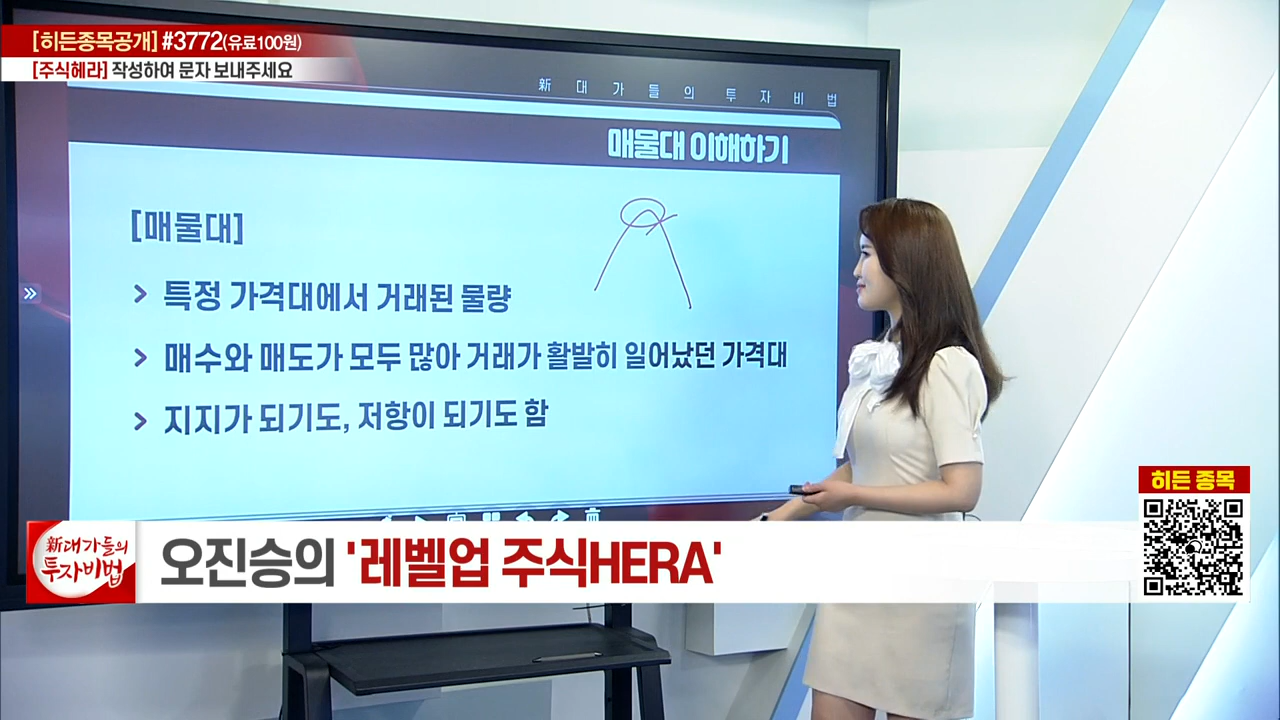 [히든종목공개] #3772(유료100원)
[주식헤라] 작성하여 문자 보내주세요
新 대 가 들 의 투 자 비 법
매물대 이해하기
[매물대]
> 특정 가격대에서 거래된 물량
> 매수와 매도가 모두 많아 거래가 활발히 일어났던 가격대
> 지지가 되기도, 저항이 되기도 함
히든 종목
新대가들의
투자비법
오진승의 '레벨업 주식HERA'